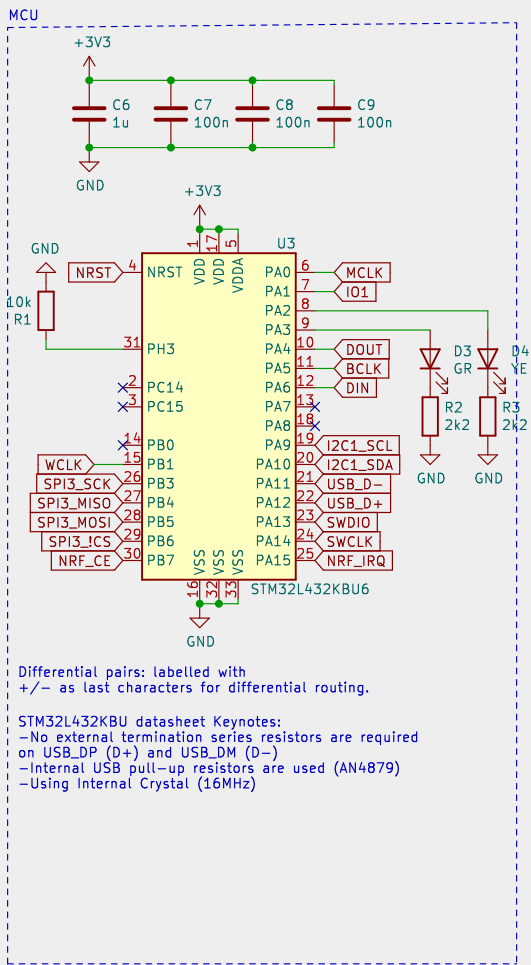 MCU
+3V3
C6
1u
C7
100n
C8
100n
C9
100n
GND
+3V3
U3
1 VDD
17 VDD
5 VDDA
GND
10k
R1
NRST 4 NRST
31 PH3
2 PC14
3 PC15
14 PB0
WCLK 15 PB1
SPI3_SCK 26 PB3
SPI3_MISO 27 PB4
SPI3_MOSI 28 PB5
SPI3_!CS 29 PB6
NRF_CE 30 PB7
PA0 6 MCLK
PA1 7 IO1
PA2 8
PA3 9
PA4 10 DOUT
PA5 11 BCLK
PA6 12 DIN
PA7 13
PA8 18
PA9 19 I2C1_SCL
PA10 20 I2C1_SDA
PA11 21 USB_D-
PA12 22 USB_D+
PA13 23 SWDIO
PA14 24 SWCLK
PA15 25 NRF_IRQ
D3
GR
D4
YE
R2
2k2
R3
2k2
GND
GND
16 VSS
32 VSS
33 VSS
STM32L432KBU6
GND
Differential pairs: labelled with
+/- as last characters for differential routing.
STM32L432KBU datasheet Keynotes:
-No external termination series resistors are required
on USB_DP (D+) and USB_DM (D-)
-Internal USB pull-up resistors are used (AN4879)
-Using Internal Crystal (16MHz)